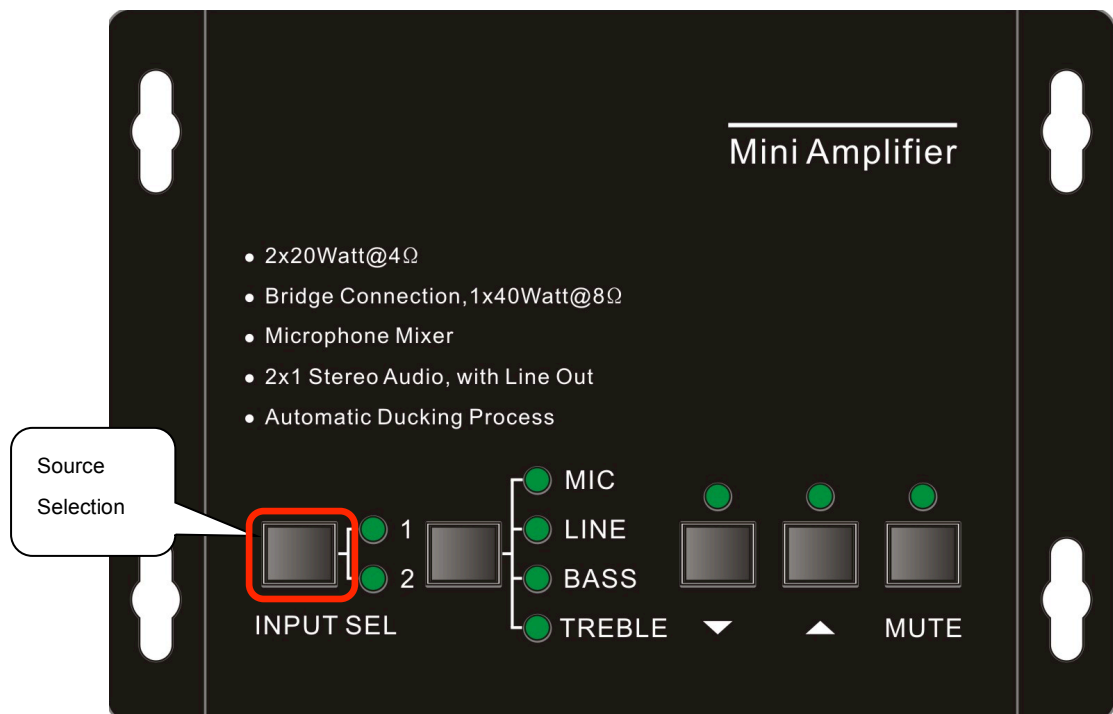 Mini Amplifier
• 2x20Watt@4Ω
• Bridge Connection,1x40Watt@8Ω
• Microphone Mixer
• 2x1 Stereo Audio, with Line Out
• Automatic Ducking Process
Source
Selection
1
2
INPUT SEL
MIC
LINE
BASS
TREBLE
MUTE